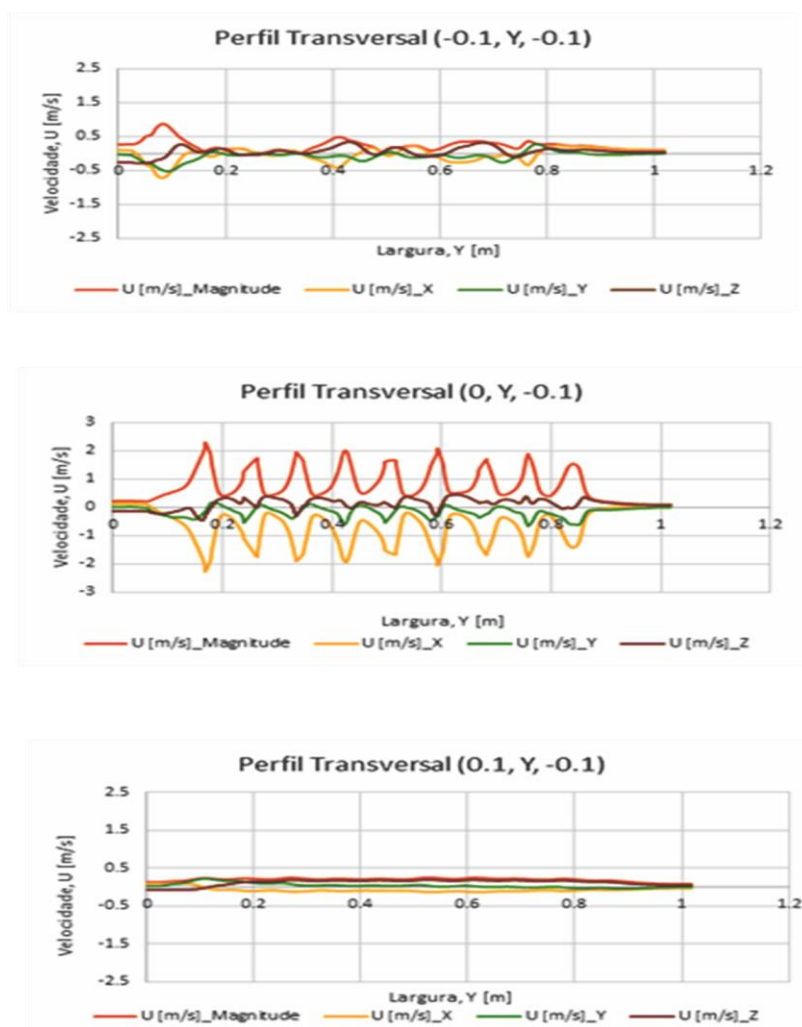 Perfil Transversal (-0.1, Y, -0.1)
2.5
1.5
0.5
-0.5
-1.5
-2.5
0 0.2 0.4 0.6 0.8 1 1.2
Velocidade, U [m/s]
Largura, Y [m]
U [m/s]_Magnitude U [m/s]_X U [m/s]_Y U [m/s]_Z
Perfil Transversal (0, Y, -0.1)
3
2
1
0
-1
-2
-3
0 0.2 0.4 0.6 0.8 1 1.2
Velocidade, U [m/s]
Largura, Y [m]
U [m/s]_Magnitude U [m/s]_X U [m/s]_Y U [m/s]_Z
Perfil Transversal (0.1, Y, -0.1)
2.5
1.5
0.5
-0.5
-1.5
-2.5
0 0.2 0.4 0.6 0.8 1 1.2
Velocidade, U [m/s]
Largura, Y [m]
U [m/s]_Magnitude U [m/s]_X U [m/s]_Y U [m/s]_Z